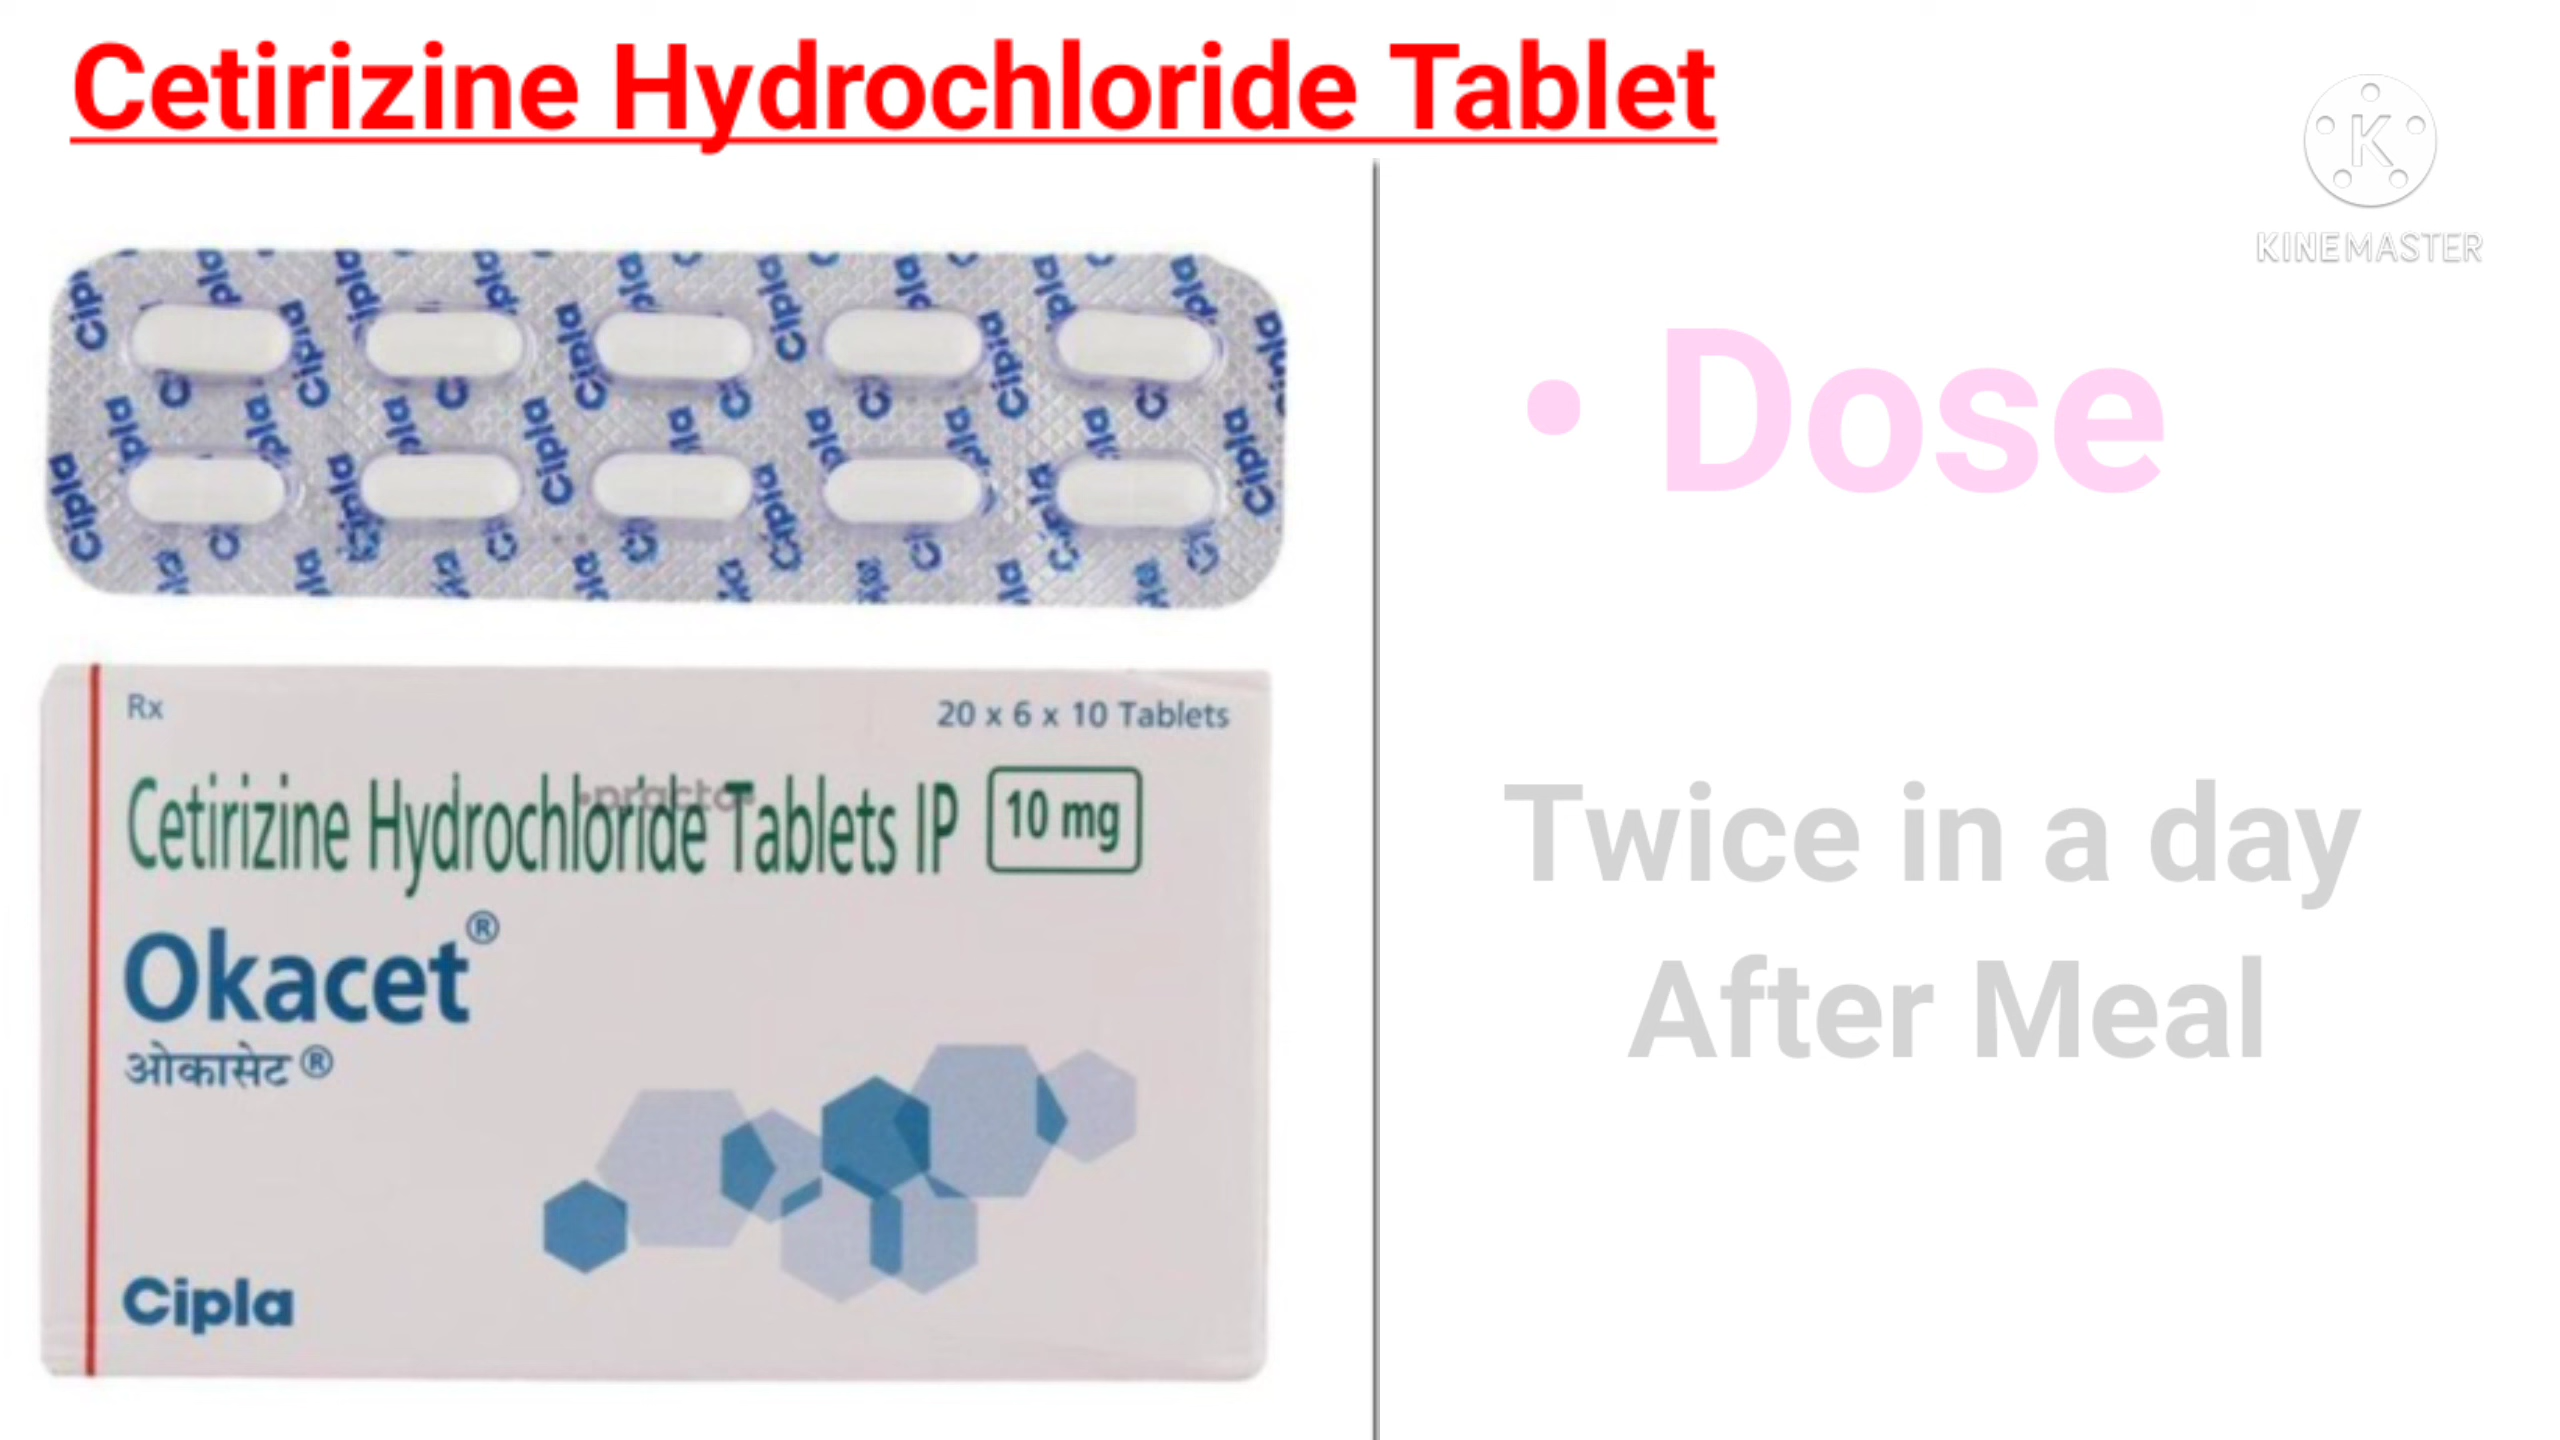 Cetirizine Hydrochloride Tablet
KINEMASTER
• Dose
Twice in a day
After Meal
Rx
20 x 6 x 10 Tablets
Cetirizine Hydrochloride Tablets IP 10 mg
•practo•
Okacet®
ओकासेट ®
Cipla